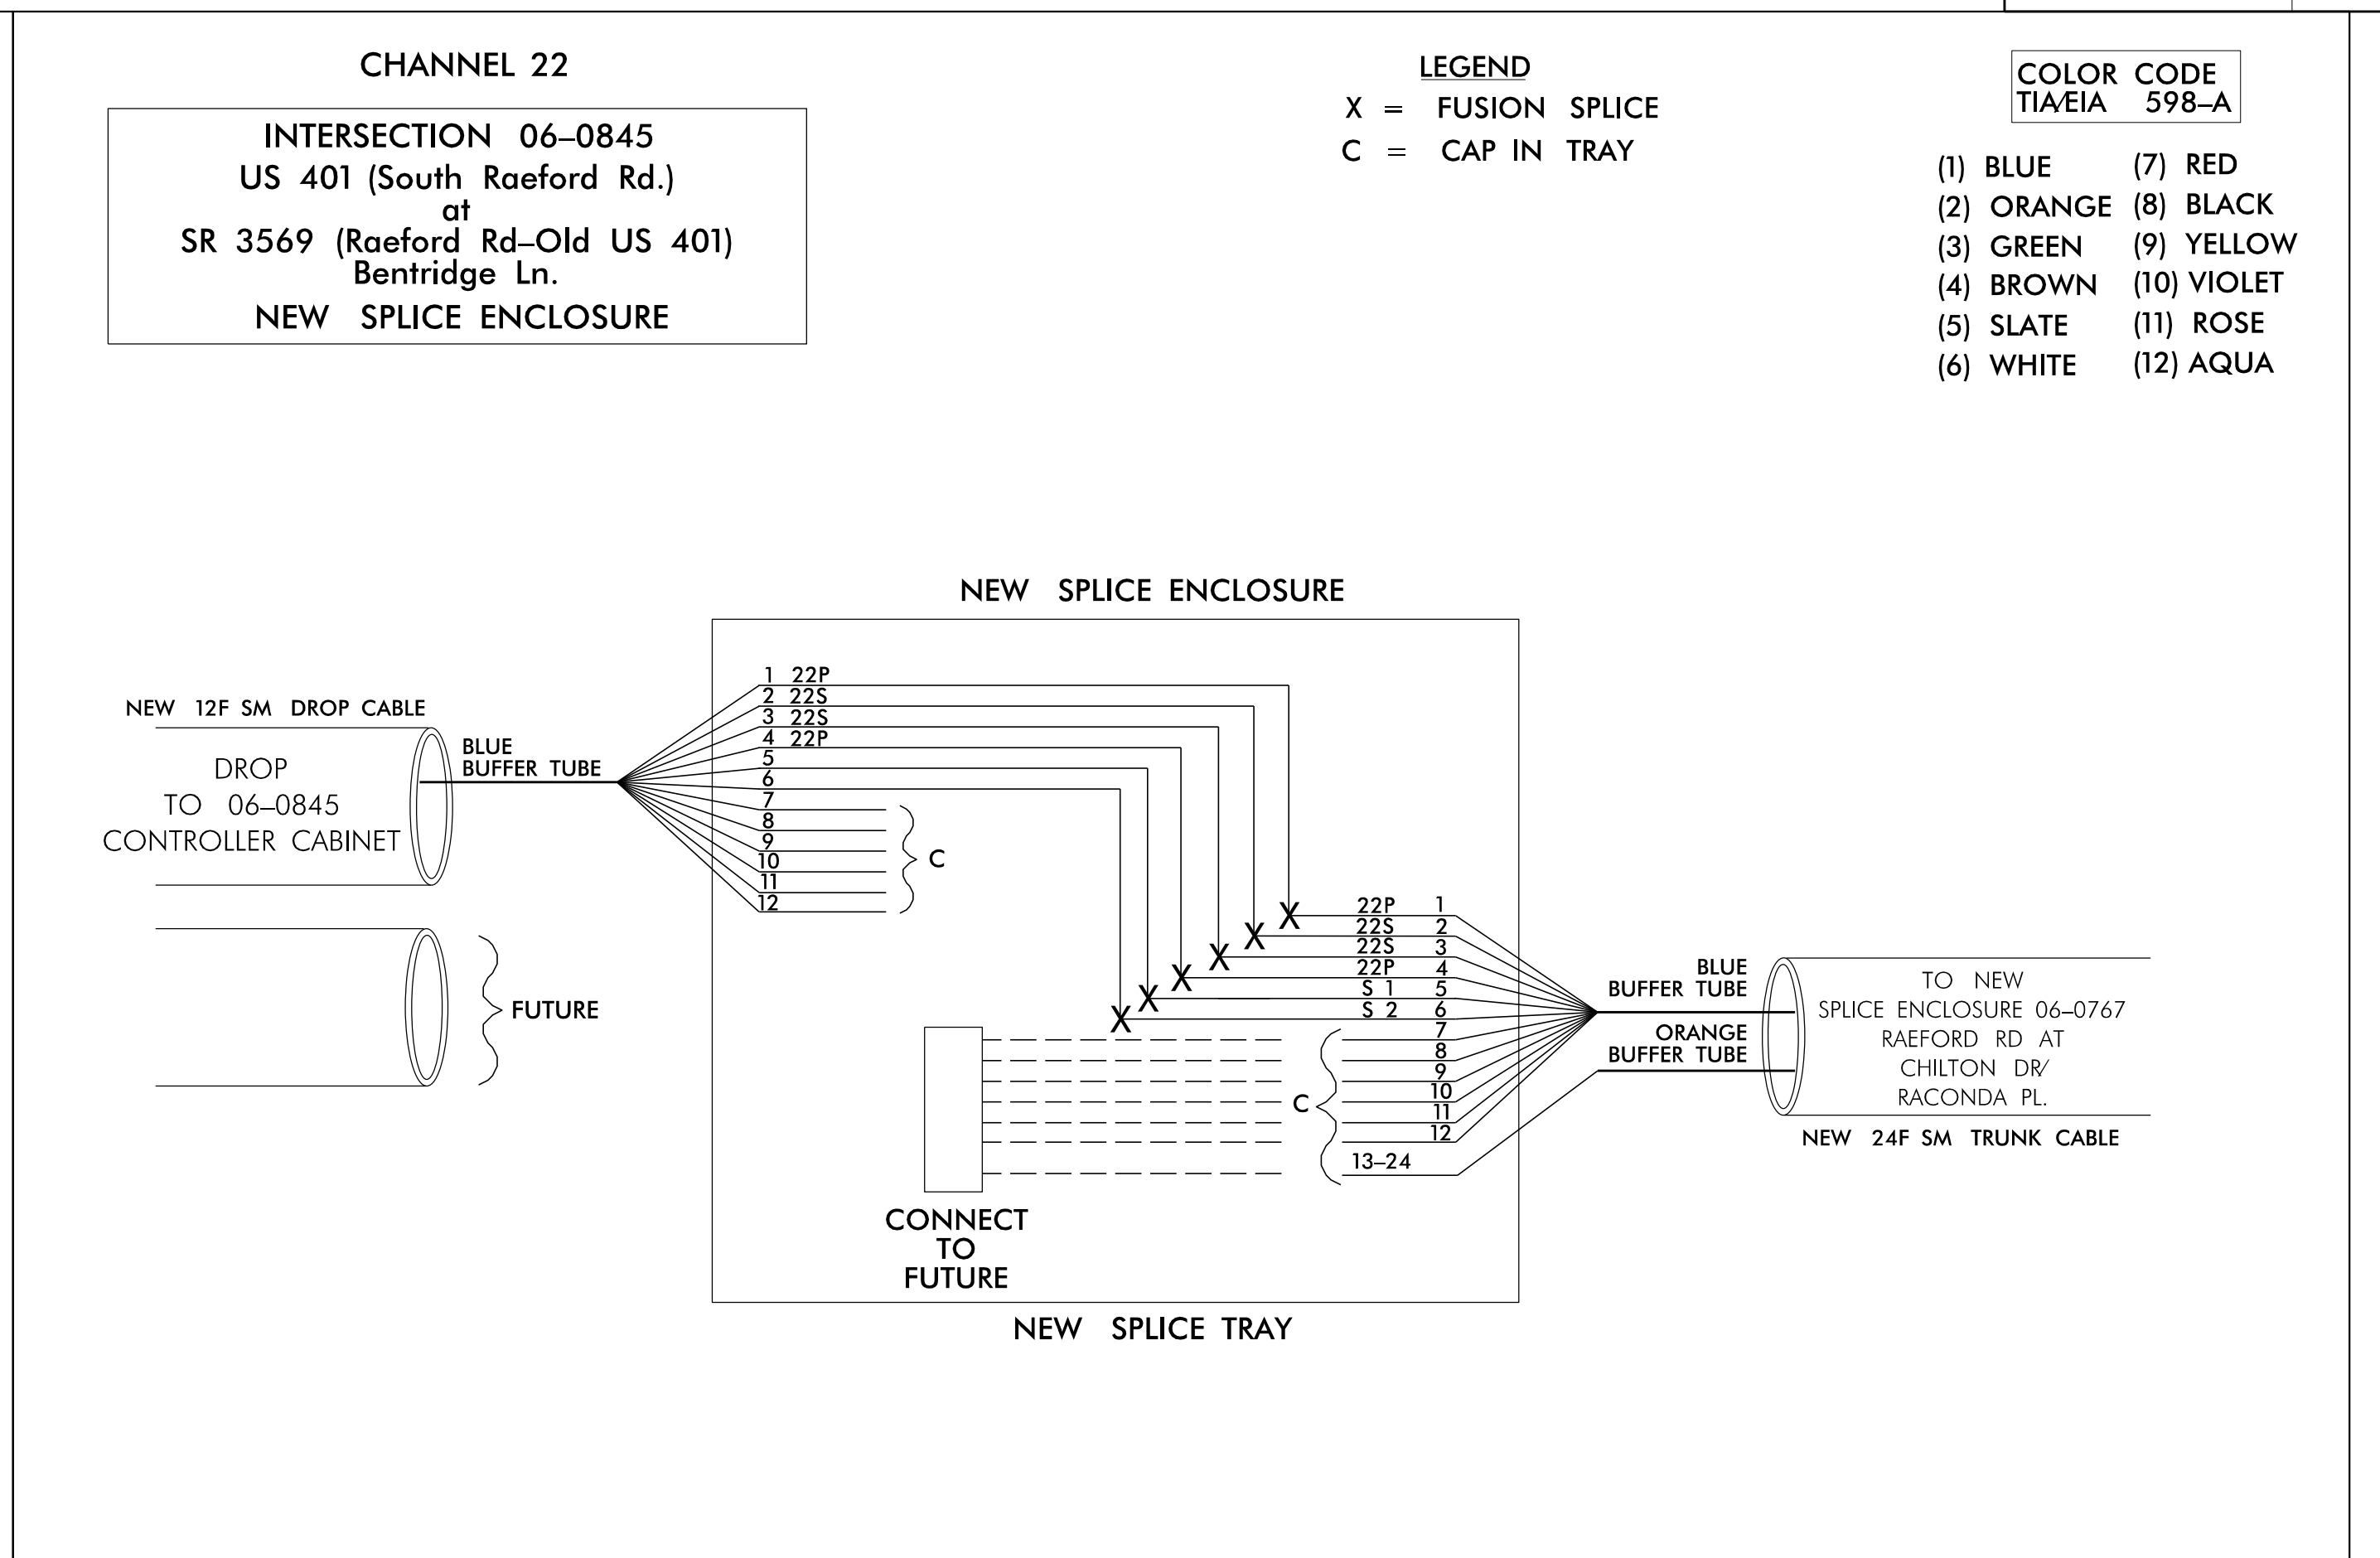 CHANNEL 22
INTERSECTION 06–0845
US 401 (South Raeford Rd.)
at
SR 3569 (Raeford Rd–Old US 401)
Bentridge Ln.
NEW SPLICE ENCLOSURE
LEGEND
X = FUSION SPLICE
C = CAP IN TRAY
COLOR CODE
TIA/EIA 598–A
(1) BLUE
(2) ORANGE
(3) GREEN
(4) BROWN
(5) SLATE
(6) WHITE
(7) RED
(8) BLACK
(9) YELLOW
(10) VIOLET
(11) ROSE
(12) AQUA
NEW SPLICE ENCLOSURE
NEW 12F SM DROP CABLE
DROP
TO 06–0845
CONTROLLER CABINET
BLUE
BUFFER TUBE
FUTURE
1 22P
2 22S
3 22S
4 22P
5
6
7
8
9
10
11
12
C
X
X
X
X
X
X
22P 1
22S 2
22S 3
22P 4
S 1 5
S 2 6
7
8
9
10
11
12
13–24
C
CONNECT
TO
FUTURE
BLUE
BUFFER TUBE
ORANGE
BUFFER TUBE
TO NEW
SPLICE ENCLOSURE 06–0767
RAEFORD RD AT
CHILTON DR/
RACONDA PL.
NEW 24F SM TRUNK CABLE
NEW SPLICE TRAY